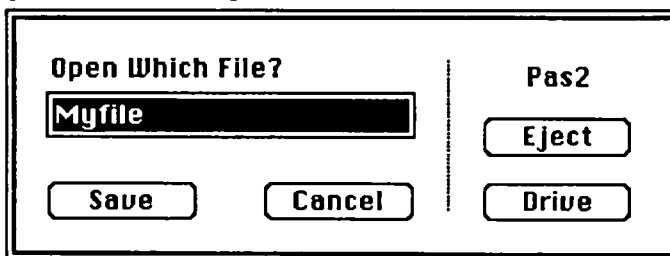 Open Which File?
Myfile
Save
Cancel
Pas2
Eject
Drive